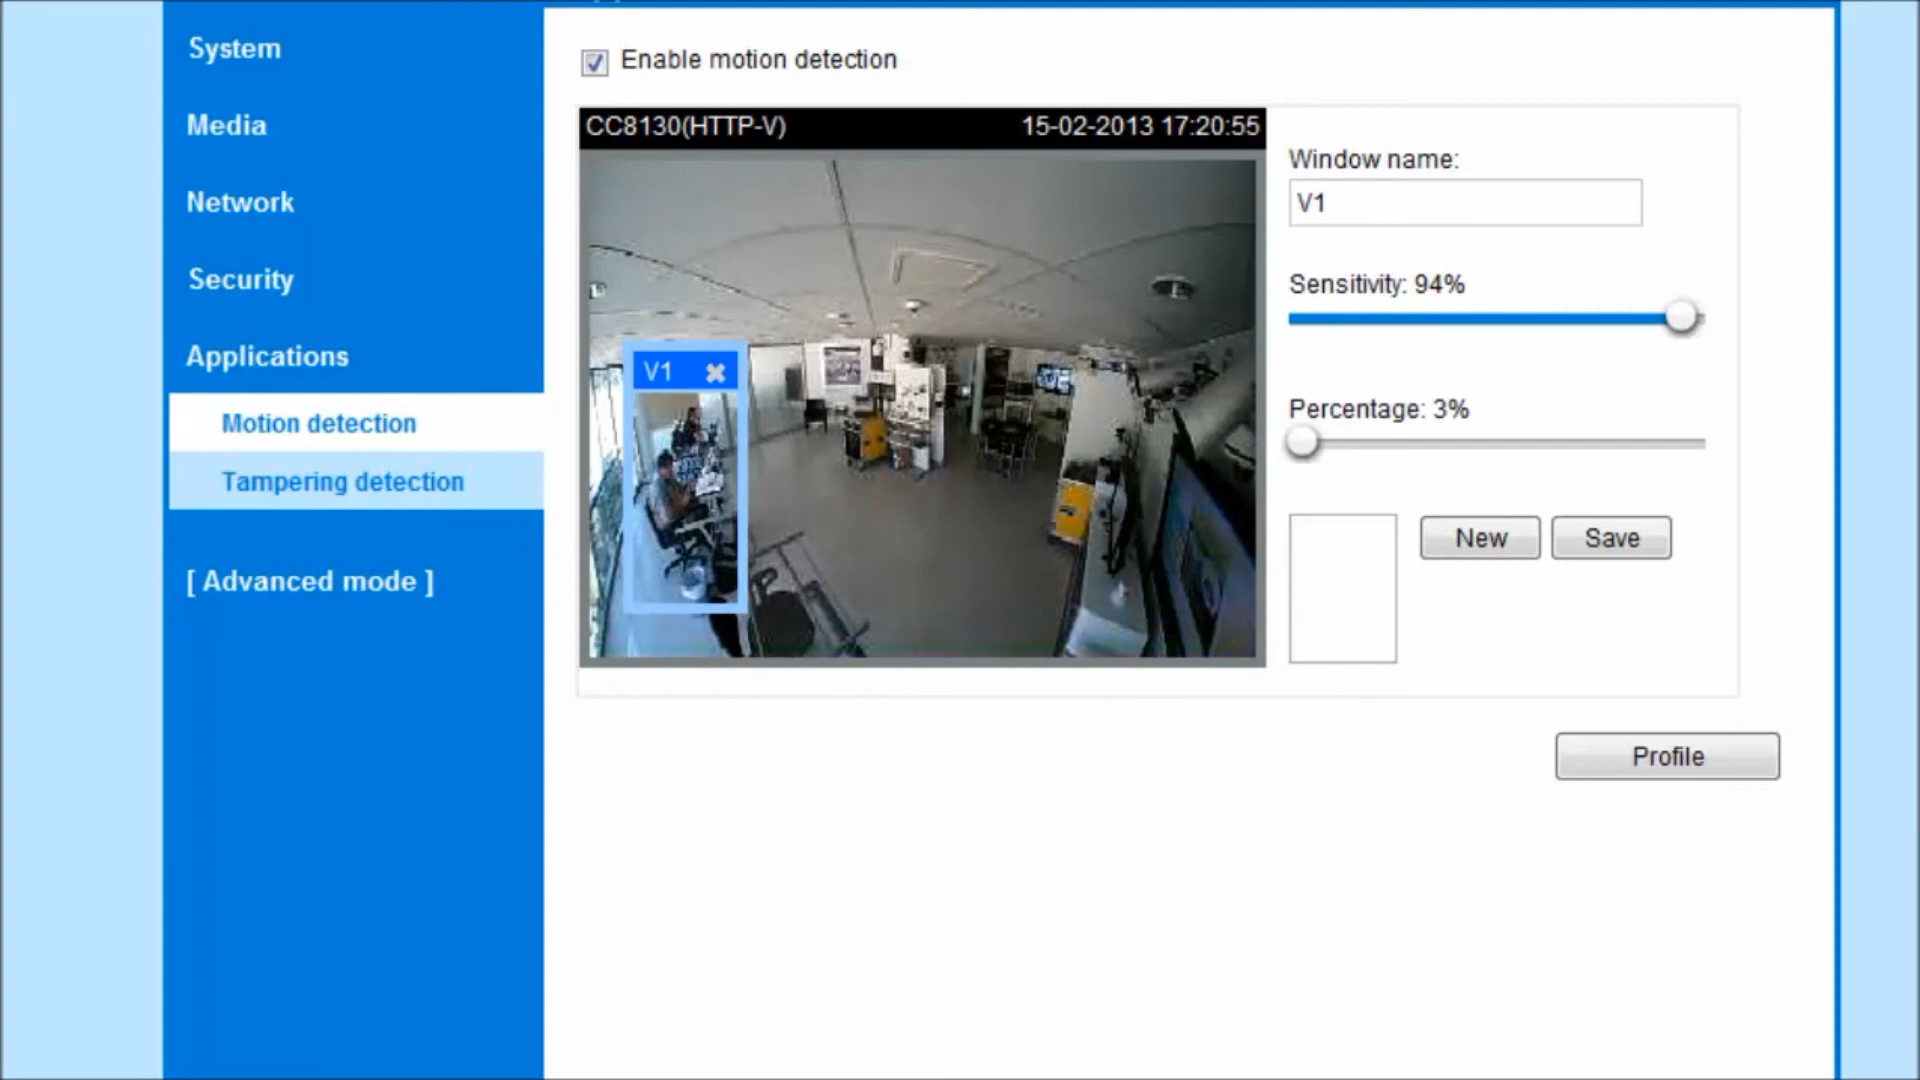 System
Media
Network
Security
Applications
Motion detection
Tampering detection
[ Advanced mode ]
Enable motion detection
CC8130(HTTP-V) 15-02-2013 17:20:55
V1
Window name:
V1
Sensitivity: 94%
Percentage: 3%
New Save
Profile